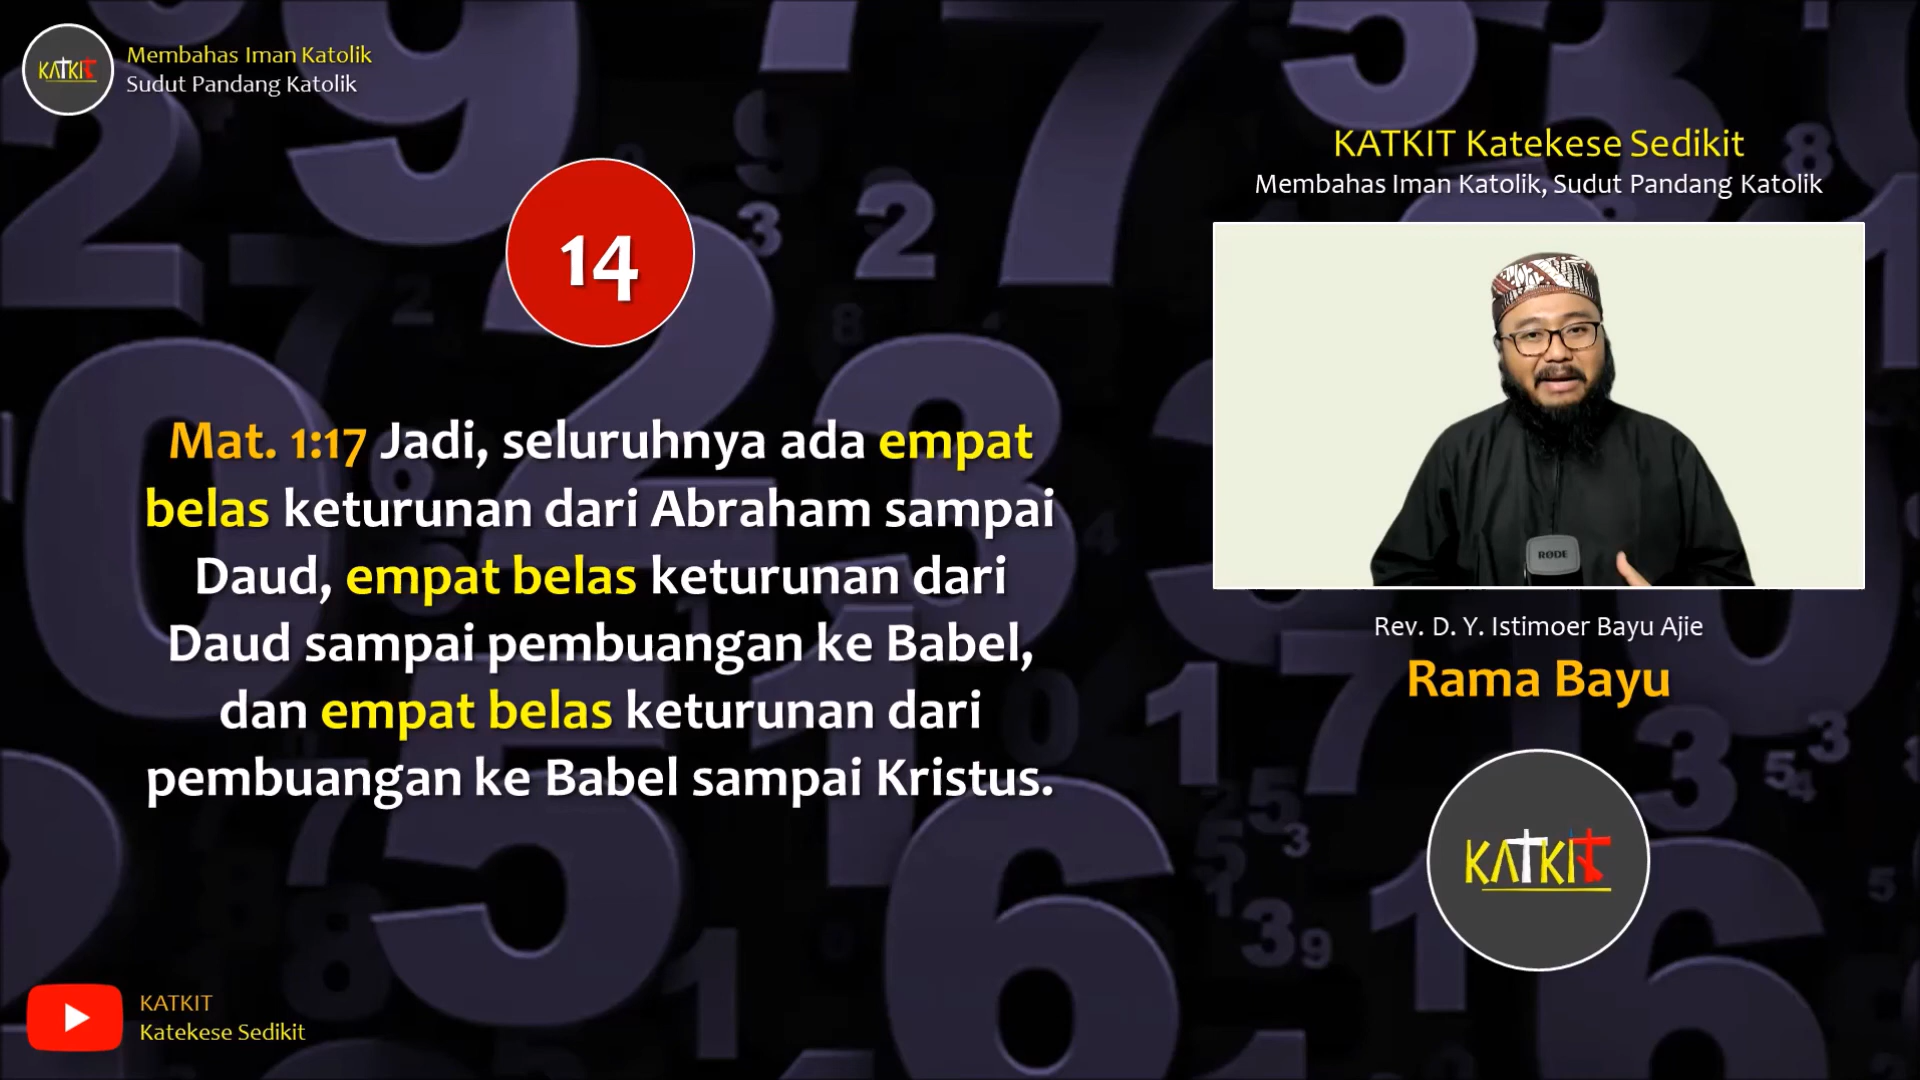 KATKIT
Membahas Iman Katolik
Sudut Pandang Katolik
14
Mat. 1:17 Jadi, seluruhnya ada empat
belas keturunan dari Abraham sampai
Daud, empat belas keturunan dari
Daud sampai pembuangan ke Babel,
dan empat belas keturunan dari
pembuangan ke Babel sampai Kristus.
KATKIT Katekese Sedikit
Membahas Iman Katolik, Sudut Pandang Katolik
RØDE
Rev. D. Y. Istimoer Bayu Ajie
Rama Bayu
KATKIT
KATKIT
Katekese Sedikit